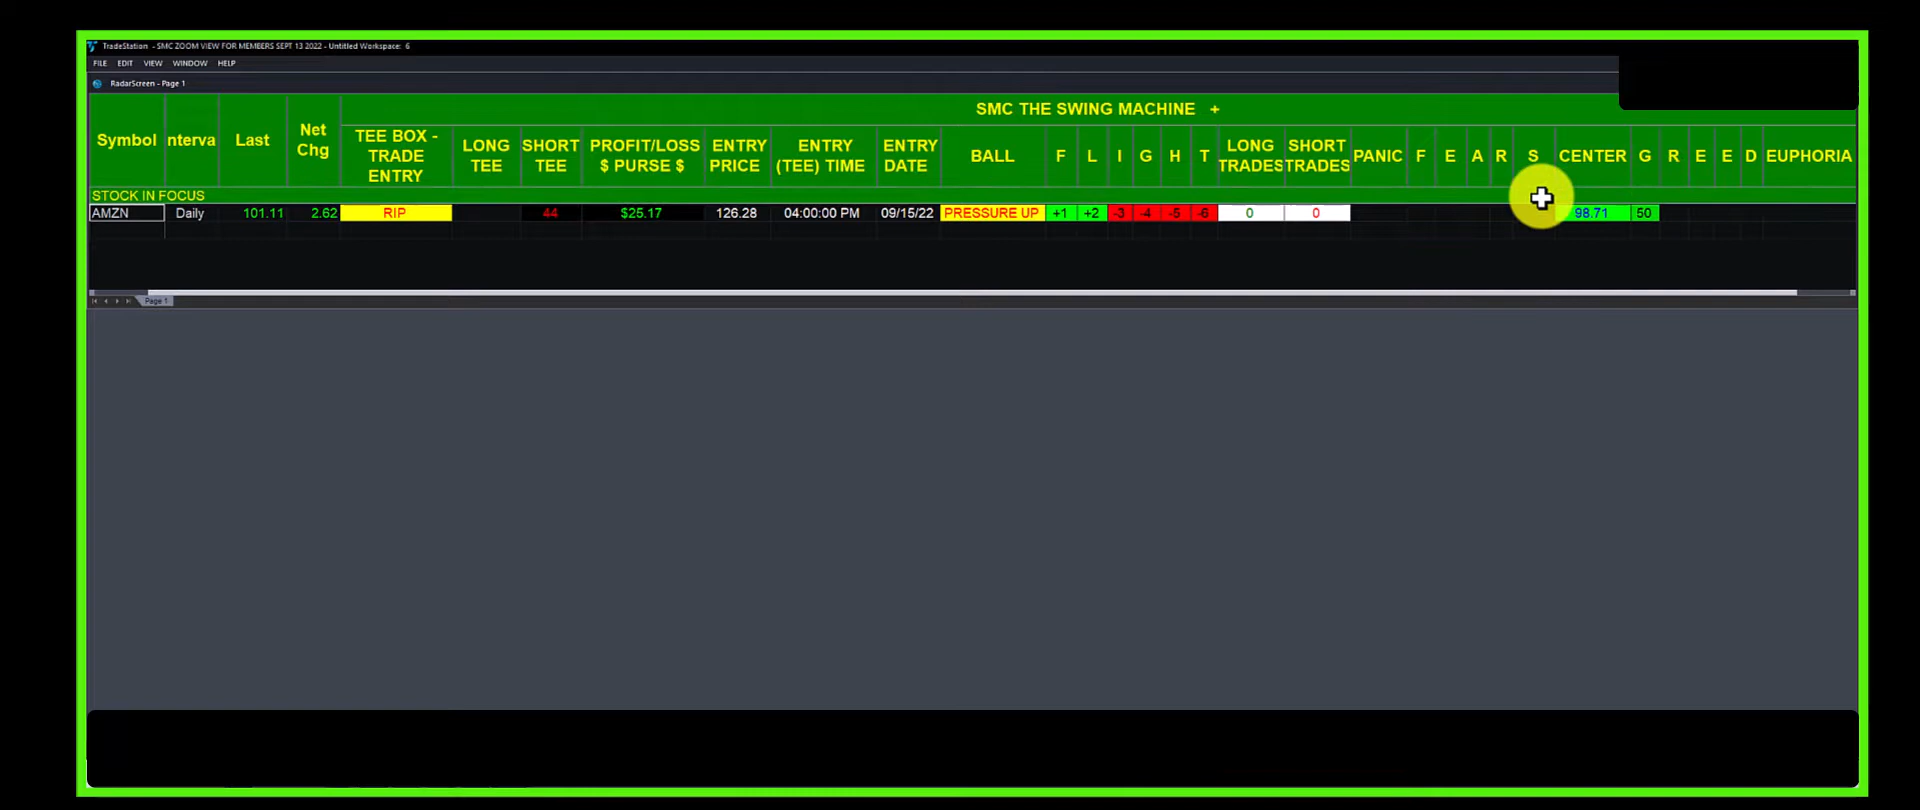 TradeStation - SMC ZOOM VIEW FOR MEMBERS SEPT 13 2022 - Untitled Workspace: 6
FILE EDIT VIEW WINDOW HELP
RadarScreen - Page 1
SMC THE SWING MACHINE +
Symbol nterva Last Net Chg TEE BOX - TRADE ENTRY LONG TEE SHORT TEE PROFIT/LOSS $ PURSE $ ENTRY PRICE ENTRY (TEE) TIME ENTRY DATE BALL F L I G H T LONG TRADES SHORT TRADES PANIC F E A R S CENTER G R E E D EUPHORIA
STOCK IN FOCUS
AMZN Daily 101.11 2.62 RIP 44 $25.17 126.28 04:00:00 PM 09/15/22 PRESSURE UP +1 +2 -3 -4 -5 -6 0 0 98.71 50
Page 1